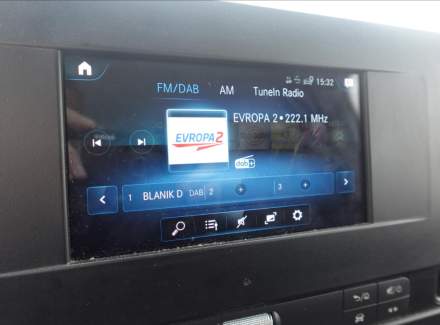 15:32
FM/DAB AM TuneIn Radio
EVROPA 2 • 222.1 MHz
EVROPA 2
dab+
1 BLANIK D DAB 2 + 3 +